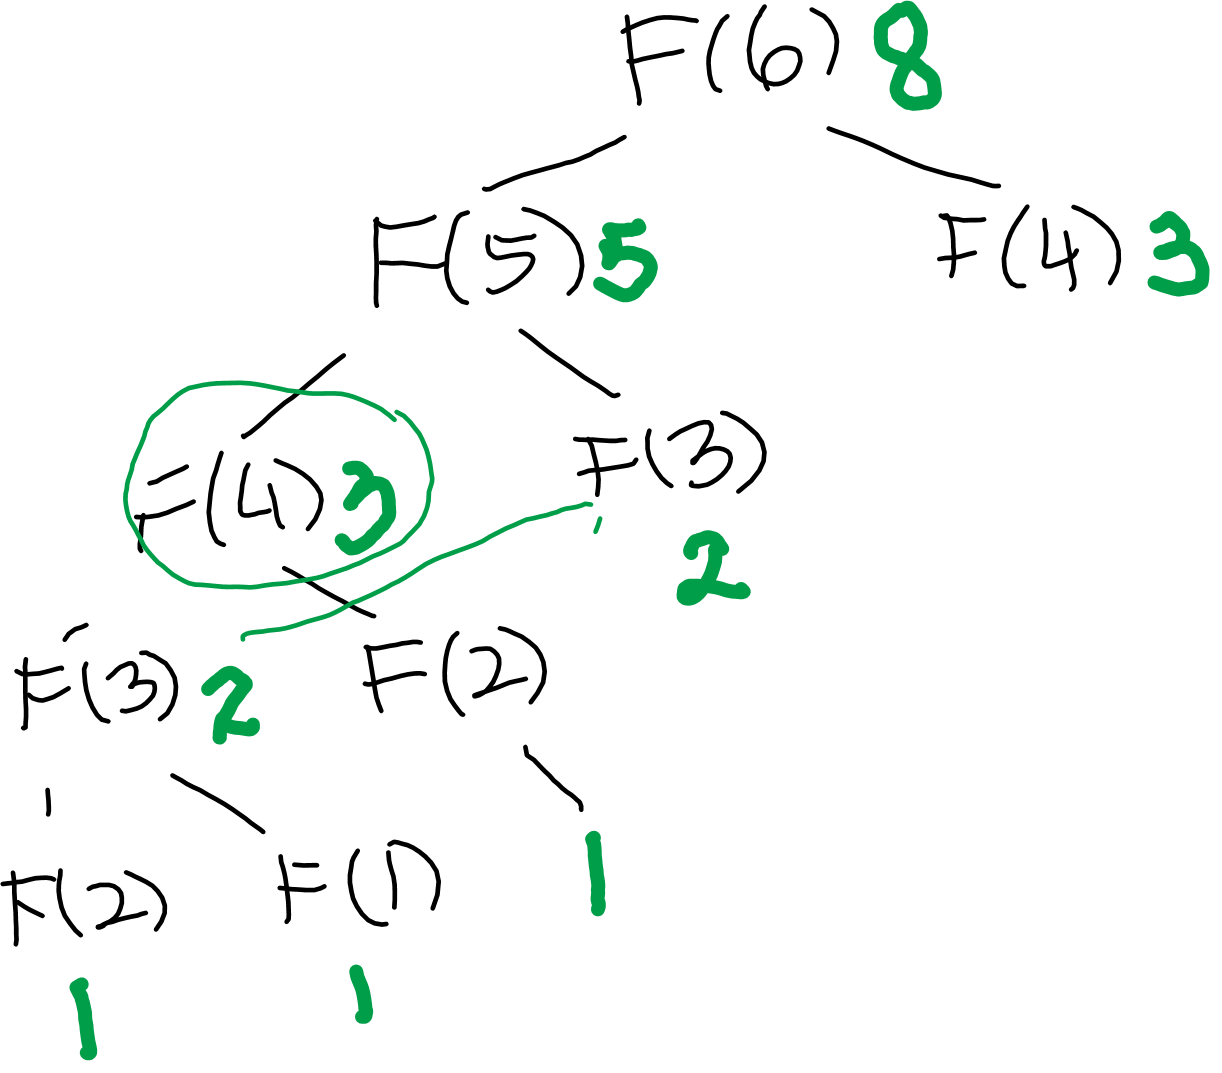 F(6) 8
F(5) 5 F(4) 3
F(4) 3 F(3)
2
F(3) 2 F(2)
1
F(2) F(1)
1 1